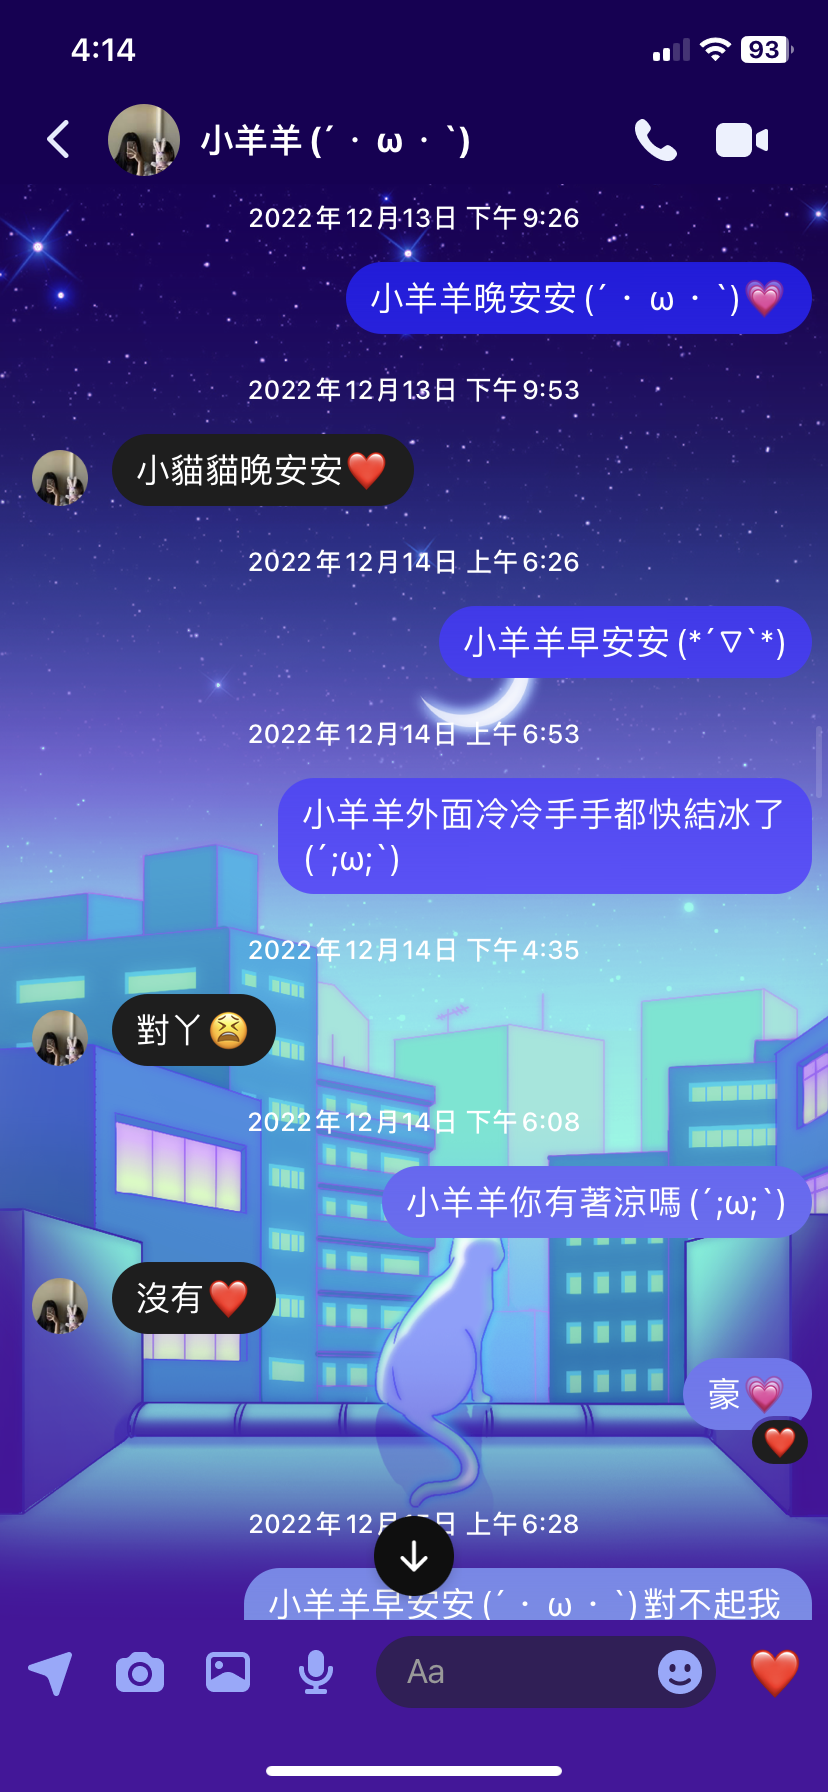 4:14
93
小羊羊 (´・ω・`)
2022年12月13日 下午9:26
小羊羊晚安安 (´・ω・`)💗
2022年12月13日 下午9:53
小貓貓晚安安❤️
2022年12月14日 上午6:26
小羊羊早安安 (*´▽`*)
2022年12月14日 上午6:53
小羊羊外面冷冷手手都快結冰了
(´;ω;`)
2022年12月14日 下午4:35
對丫😫
2022年12月14日 下午6:08
小羊羊你有著涼嗎 (´;ω;`)
沒有❤️
豪💗
❤️
2022年12月 日 上午6:28
小羊羊早安安 (´・ω・`)對不起我
Aa